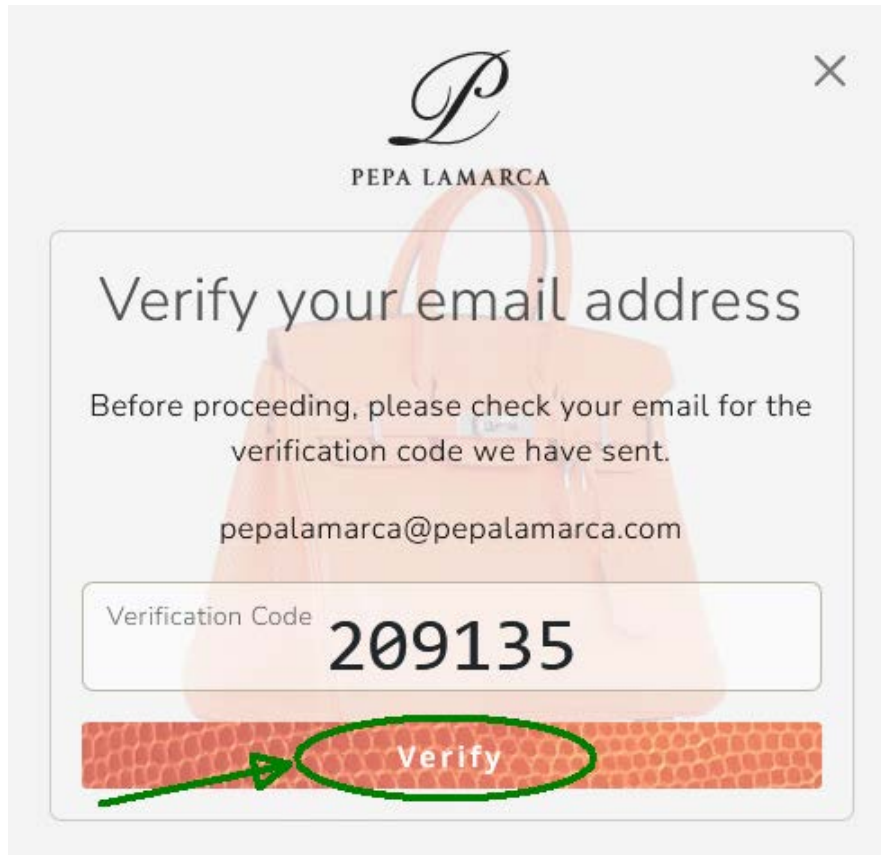 P
PEPA LAMARCA
Verify your email address
Before proceeding, please check your email for the
verification code we have sent.
pepalamarca@pepalamarca.com
Verification Code
209135
Verify